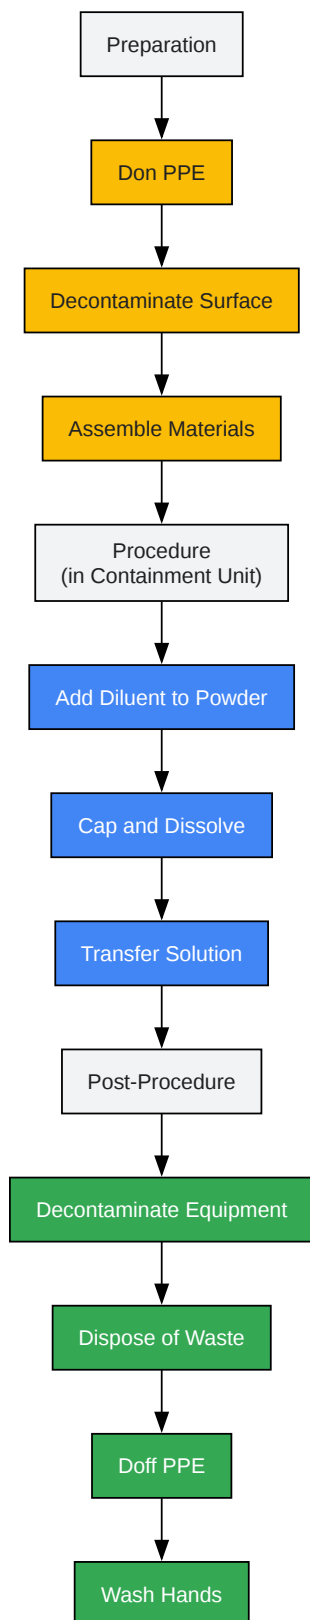 Preparation
Don PPE
Decontaminate Surface
Assemble Materials
Procedure
(in Containment Unit)
Add Diluent to Powder
Cap and Dissolve
Transfer Solution
Post-Procedure
Decontaminate Equipment
Dispose of Waste
Doff PPE
Wash Hands